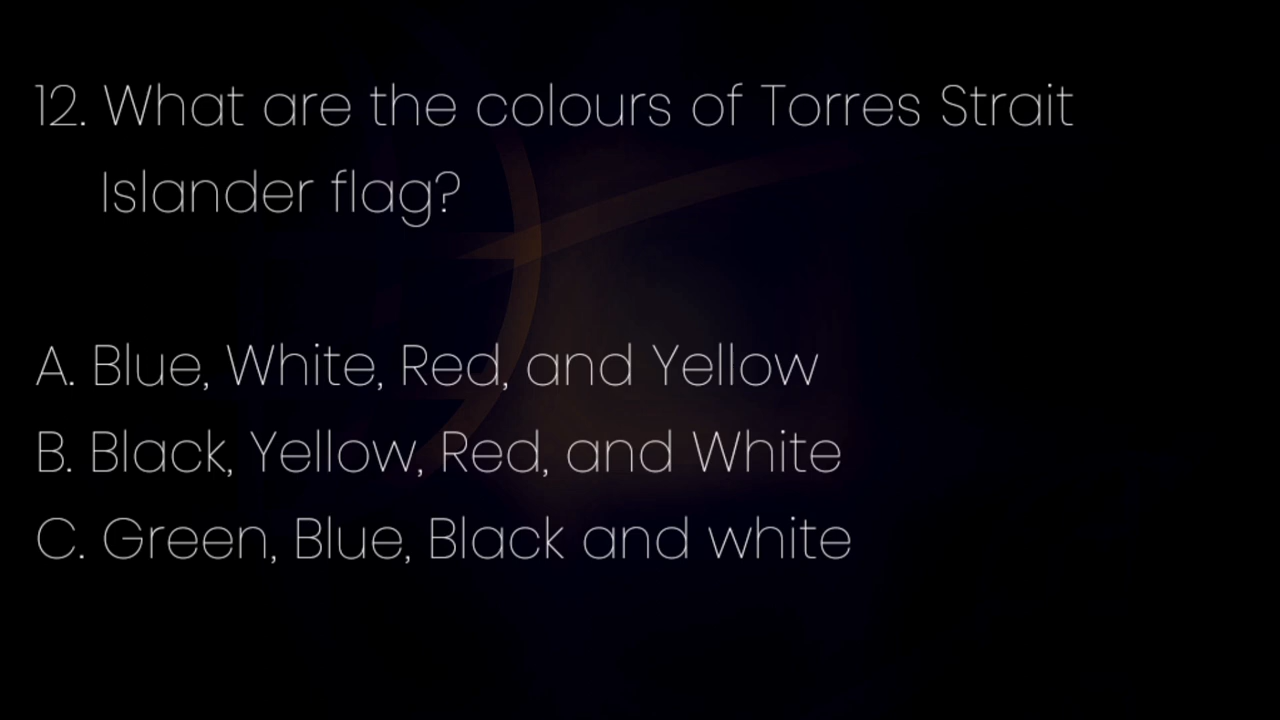 12. What are the colours of Torres Strait
Islander flag?
A. Blue, White, Red, and Yellow
B. Black, Yellow, Red, and White
C. Green, Blue, Black and white